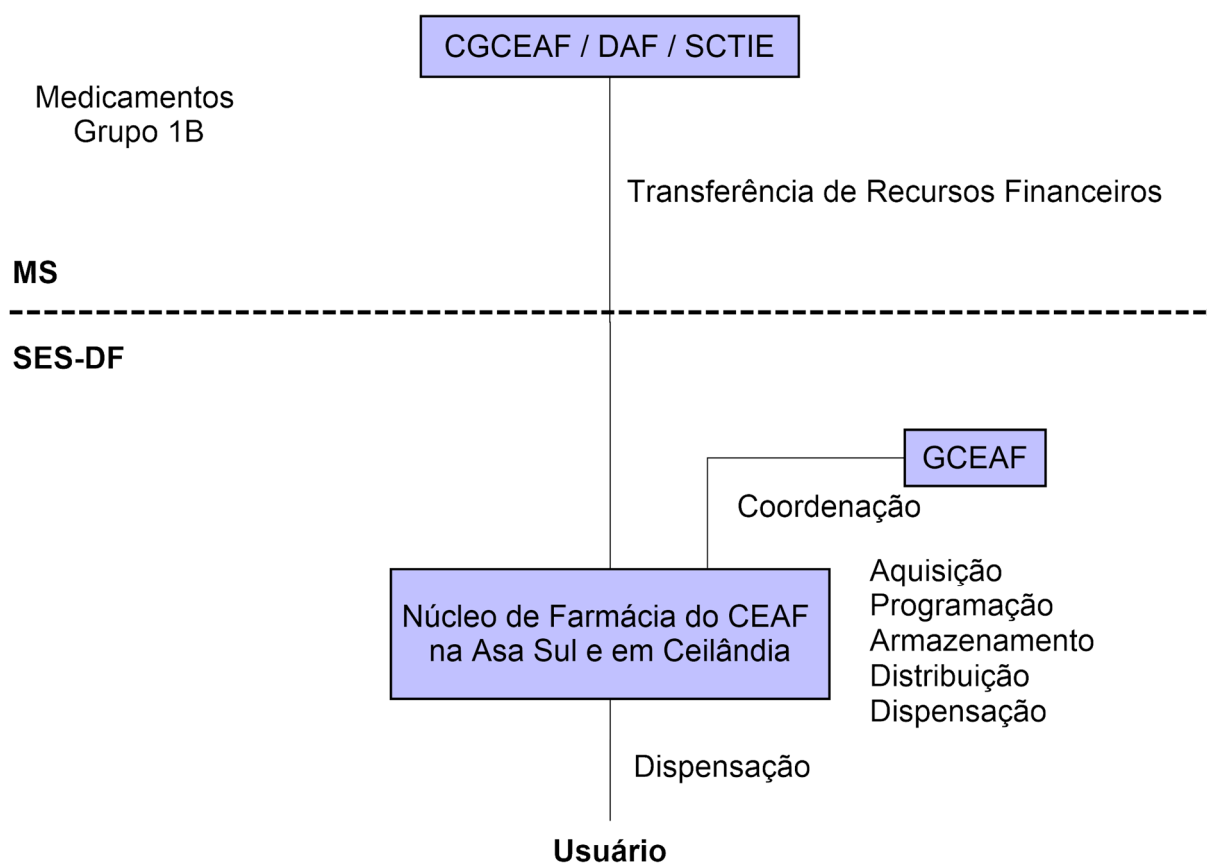 CGCEAF / DAF / SCTIE
Medicamentos
Grupo 1B
Transferência de Recursos Financeiros
MS
SES-DF
GCEAF
Coordenação
Núcleo de Farmácia do CEAF
na Asa Sul e em Ceilândia
Aquisição
Programação
Armazenamento
Distribuição
Dispensação
Dispensação
Usuário